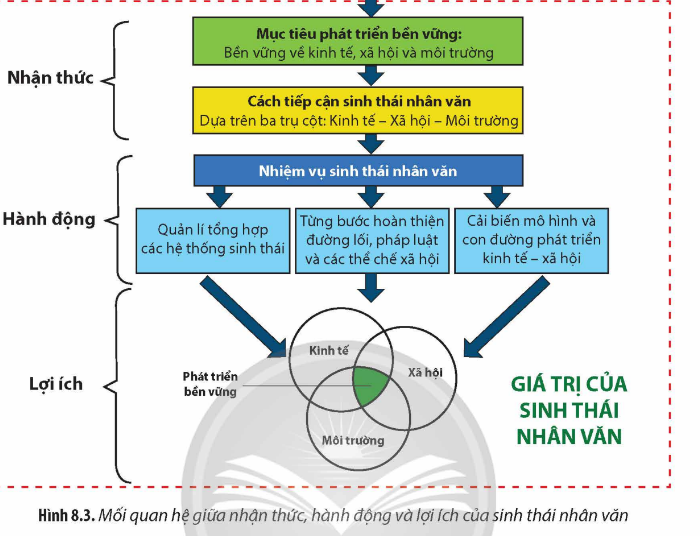 Nhận thức
Mục tiêu phát triển bền vững:
Bền vững về kinh tế, xã hội và môi trường
Cách tiếp cận sinh thái nhân văn
Dựa trên ba trụ cột: Kinh tế – Xã hội – Môi trường
Hành động
Nhiệm vụ sinh thái nhân văn
Quản lí tổng hợp
các hệ thống sinh thái
Từng bước hoàn thiện
đường lối, pháp luật
và các thể chế xã hội
Cải biến mô hình và
con đường phát triển
kinh tế – xã hội
Lợi ích
Kinh tế
Xã hội
Phát triển
bền vững
Môi trường
GIÁ TRỊ CỦA
SINH THÁI
NHÂN VĂN
Hình 8.3. Mối quan hệ giữa nhận thức, hành động và lợi ích của sinh thái nhân văn